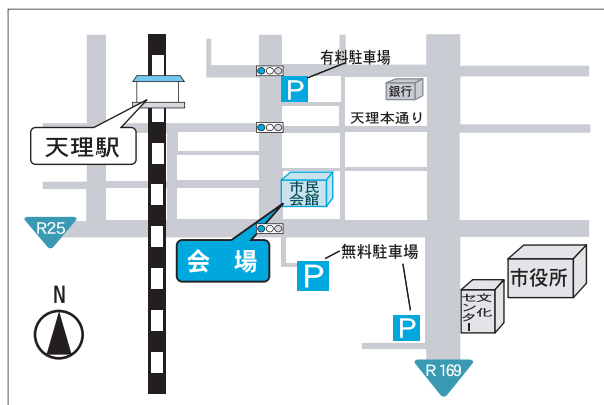 有料駐車場
P
銀行
天理本通り
天理駅
市民
会館
R25
会場
無料駐車場
P
P
文化
センター
市役所
N
R169